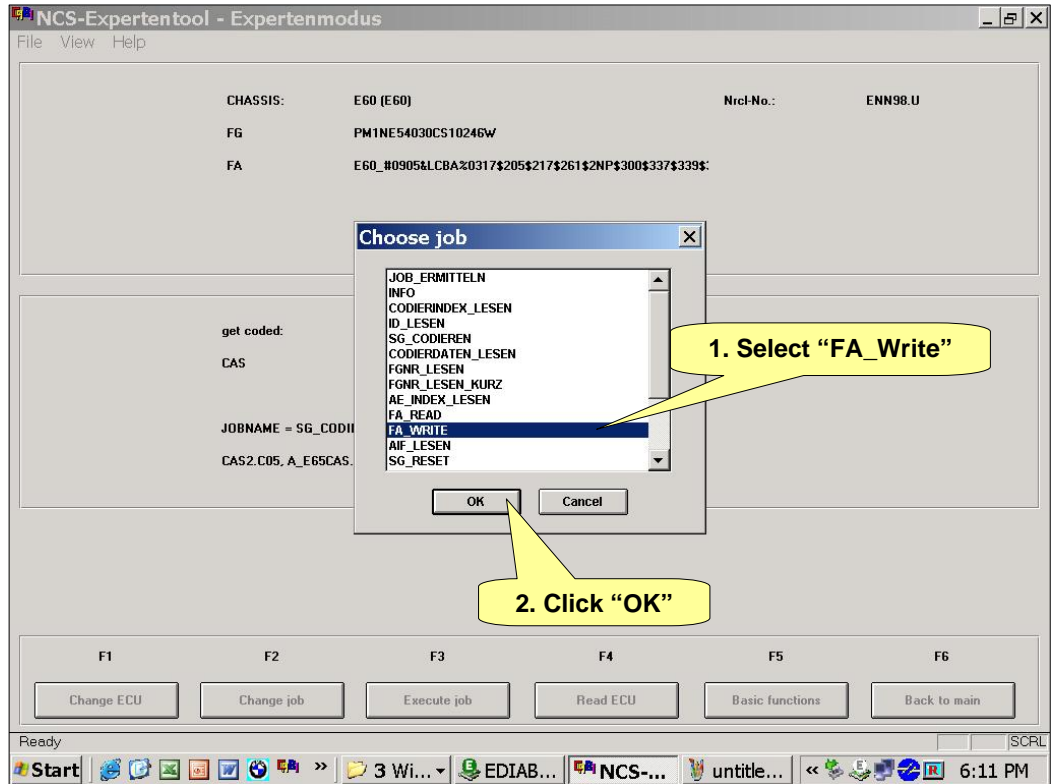 NCS-Expertentool - Expertenmodus
File View Help
CHASSIS: E60 (E60) Nrcl-No.: ENN98.U
FG PM1NE54030CS10246W
FA E60_#0905&LCBA%0317$205$217$261$2NP$300$337$339$:
Choose job
JOB_ERMITTELN
INFO
CODIERINDEX_LESEN
ID_LESEN
SG_CODIEREN
CODIERDATEN_LESEN
FGNR_LESEN
FGNR_LESEN_KURZ
AE_INDEX_LESEN
FA_READ
FA_WRITE
AIF_LESEN
SG_RESET
OK Cancel
get coded:
CAS
JOBNAME = SG_CODII
CAS2.C05, A_E65CAS.
1. Select “FA_Write”
2. Click “OK”
F1 F2 F3 F4 F5 F6
Change ECU Change job Execute job Read ECU Basic functions Back to main
Ready SCRL
Start » 3 Wi... EDIAB... NCS-... untitle... « R 6:11 PM